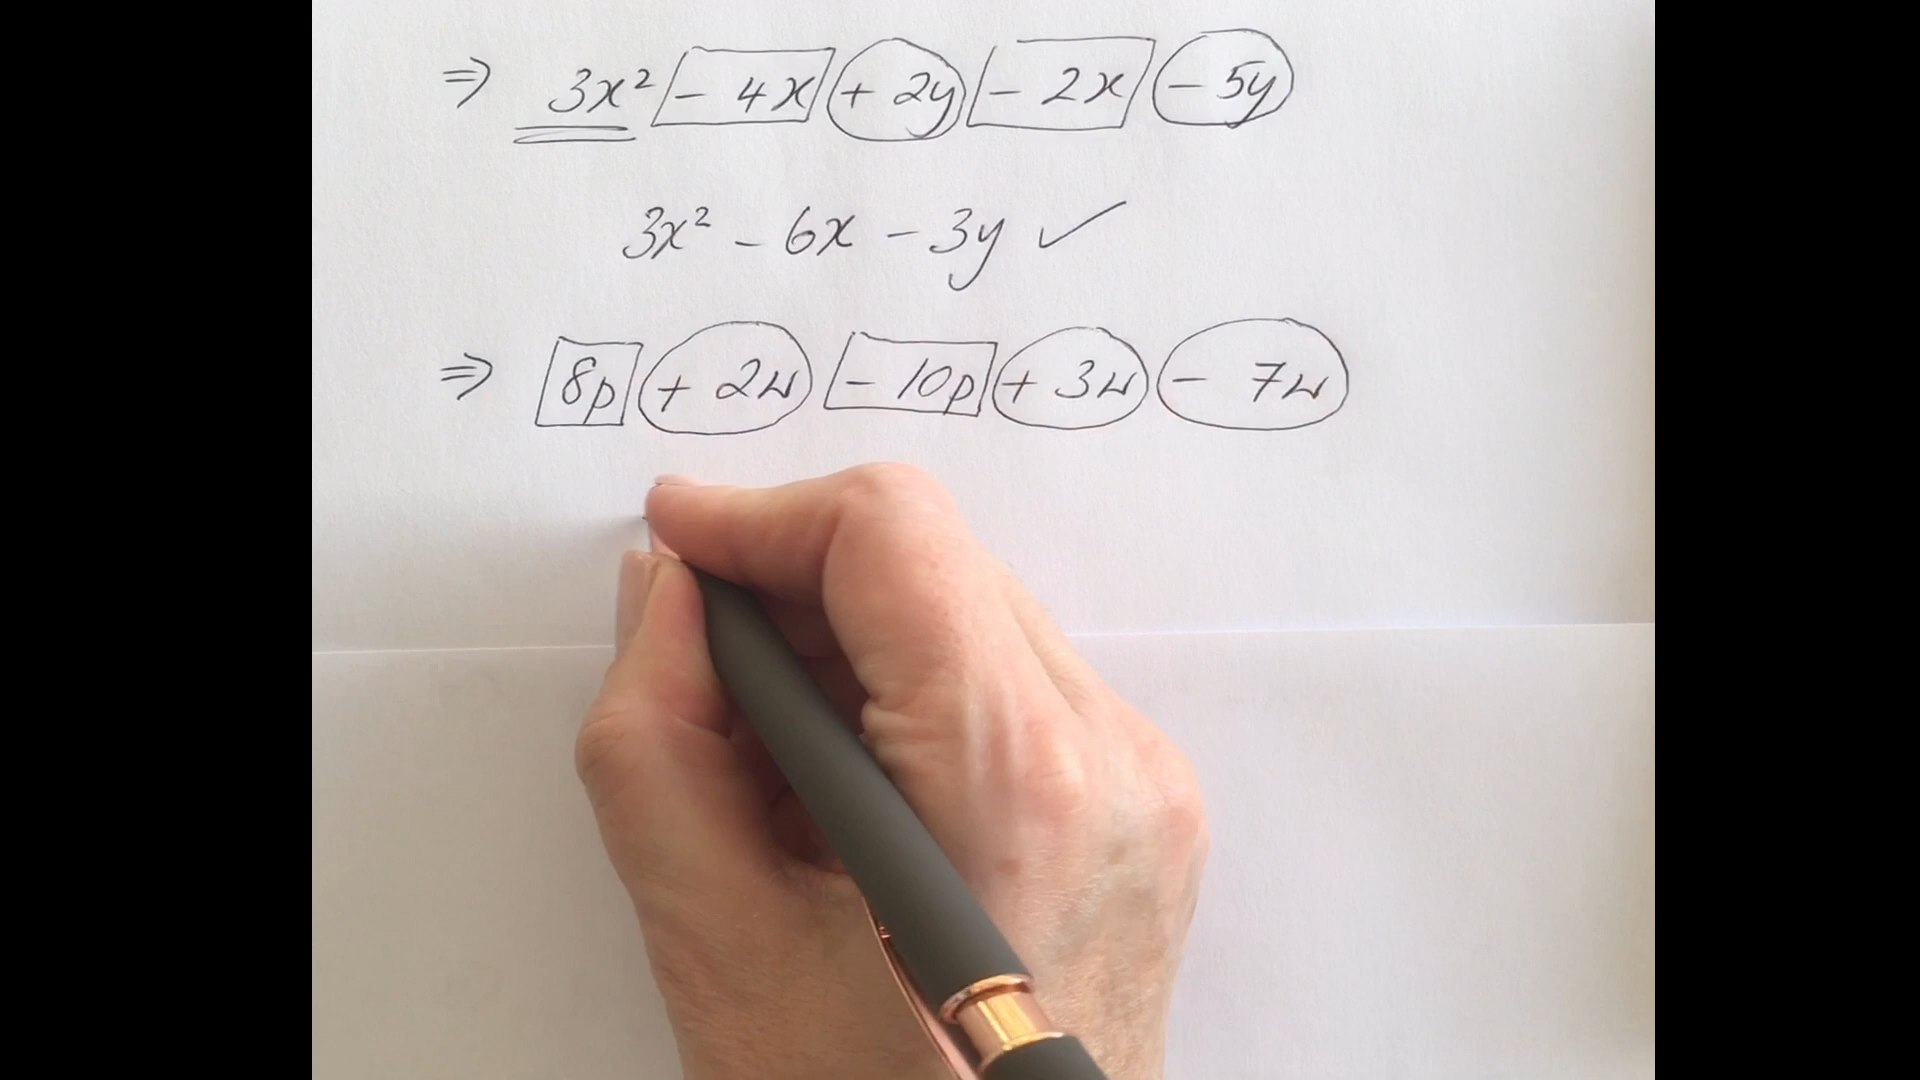 ⇒ 3x² - 4x + 2y - 2x - 5y
3x² - 6x - 3y ✓
⇒ 8p + 2w - 10p + 3w - 7w